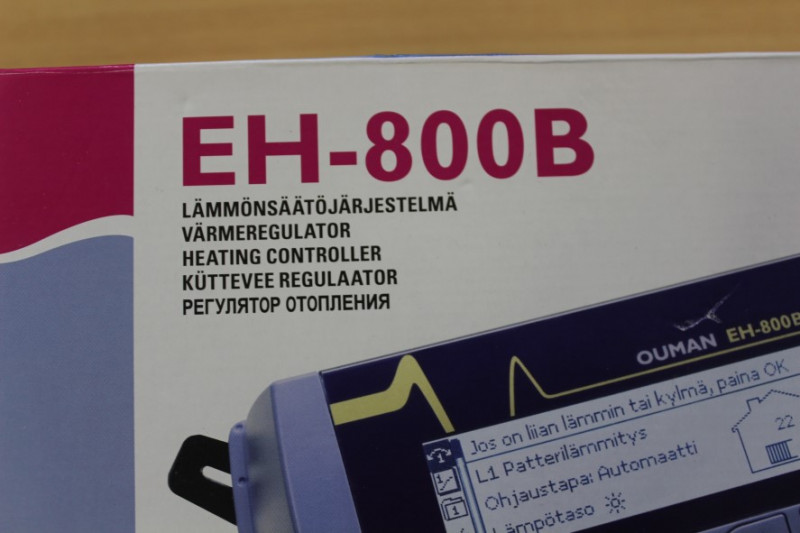 EH-800B
LÄMMÖNSÄÄTÖJÄRJESTELMÄ
VÄRMEREGULATOR
HEATING CONTROLLER
KÜTTEVEE REGULAATOR
РЕГУЛЯТОР ОТОПЛЕНИЯ
OUMAN EH-800B
Jos on liian lämmin tai kylmä, paina OK
L1 Patterilämmitys
22
Ohjaustapa: Automaatti
Lämpötaso